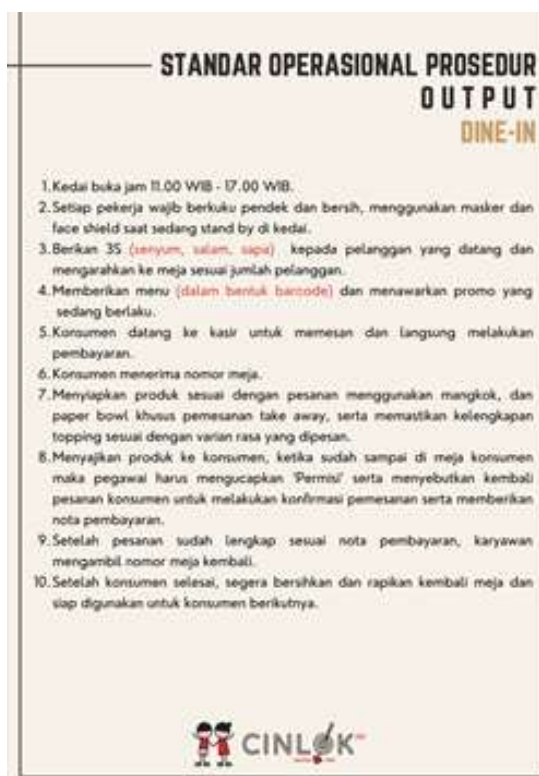 STANDAR OPERASIONAL PROSEDUR
OUTPUT
DINE-IN
1. Kedai buka jam 11.00 WIB - 17.00 WIB.
2. Setiap pekerja wajib berkuku pendek dan bersih, menggunakan masker dan
face shield saat sedang stand by di kedai.
3. Berikan 3S (senyum, salam, sapa) kepada pelanggan yang datang dan
mengarahkan ke meja sesuai jumlah pelanggan.
4. Memberikan menu (dalam bentuk barcode) dan menawarkan promo yang
sedang berlaku.
5. Konsumen datang ke kasir untuk memesan dan langsung melakukan
pembayaran.
6. Konsumen menerima nomor meja.
7. Menyiapkan produk sesuai dengan pesanan menggunakan mangkok, dan
paper bowl khusus pemesanan take away, serta memastikan kelengkapan
topping sesuai dengan varian rasa yang dipesan.
8. Menyajikan produk ke konsumen, ketika sudah sampai di meja konsumen
maka pegawai harus mengucapkan 'Permisi' serta menyebutkan kembali
pesanan konsumen untuk melakukan konfirmasi pemesanan serta memberikan
nota pembayaran.
9. Setelah pesanan sudah lengkap sesuai nota pembayaran, karyawan
mengambil nomor meja kembali.
10. Setelah konsumen selesai, segera bersihkan dan rapikan kembali meja dan
siap digunakan untuk konsumen berikutnya.
CINLOK